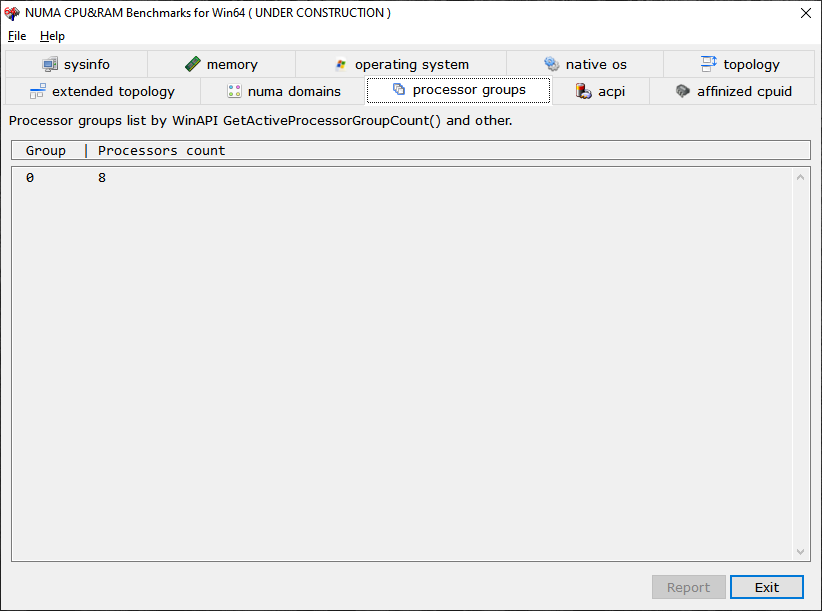 NUMA CPU&RAM Benchmarks for Win64 ( UNDER CONSTRUCTION )
File Help
sysinfo memory operating system native os topology
extended topology numa domains processor groups acpi affinized cpuid
Processor groups list by WinAPI GetActiveProcessorGroupCount() and other.
Group | Processors count
0 8
Report Exit